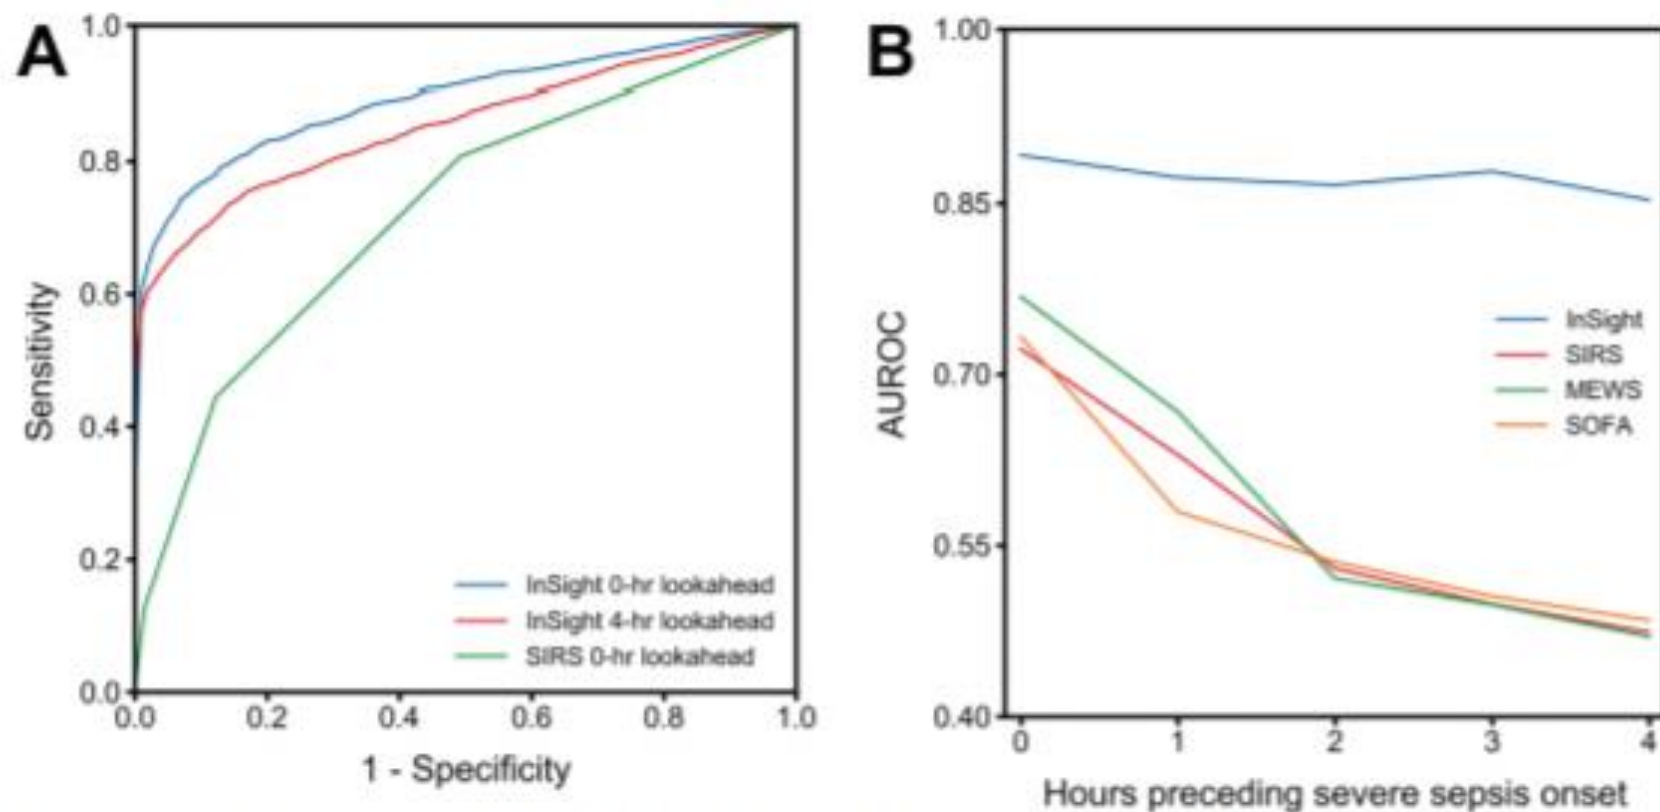 A
1.0
0.8
0.6
0.4
0.2
0.0
Sensitivity
InSight 0-hr lookahead
InSight 4-hr lookahead
SIRS 0-hr lookahead
0.0 0.2 0.4 0.6 0.8 1.0
1 - Specificity
B
1.00
0.85
0.70
0.55
0.40
AUROC
InSight
SIRS
MEWS
SOFA
0 1 2 3 4
Hours preceding severe sepsis onset